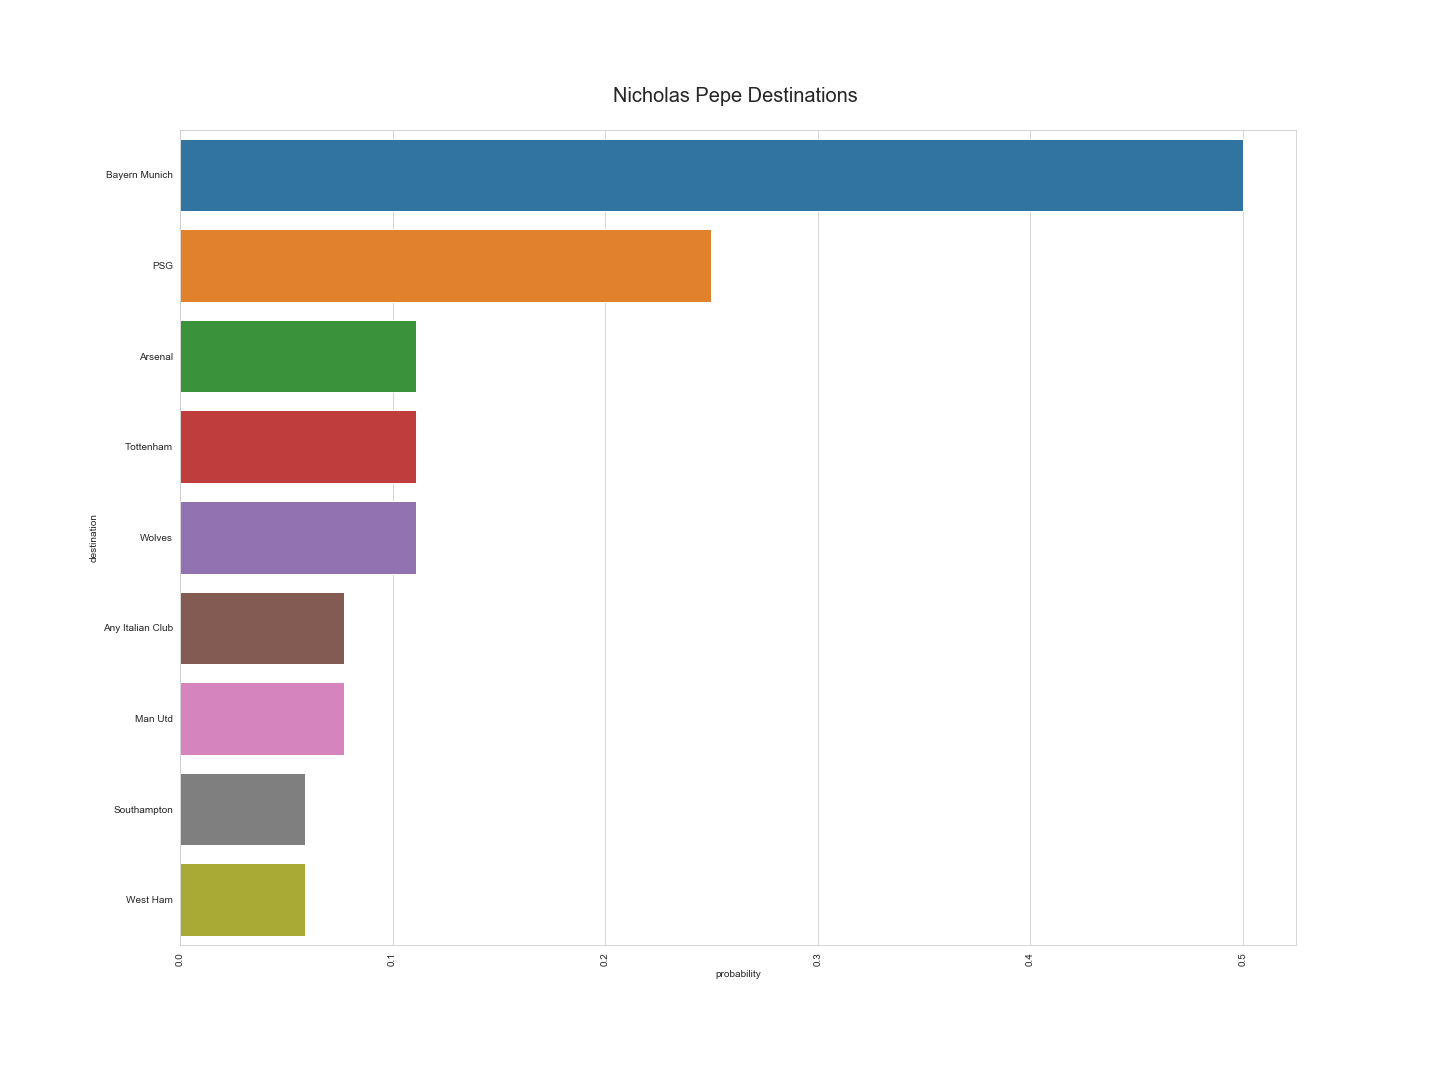 Nicholas Pepe Destinations
Bayern Munich
PSG
Arsenal
Tottenham
Wolves
Any Italian Club
Man Utd
Southampton
West Ham
destination
0.0
0.1
0.2
0.3
0.4
0.5
probability